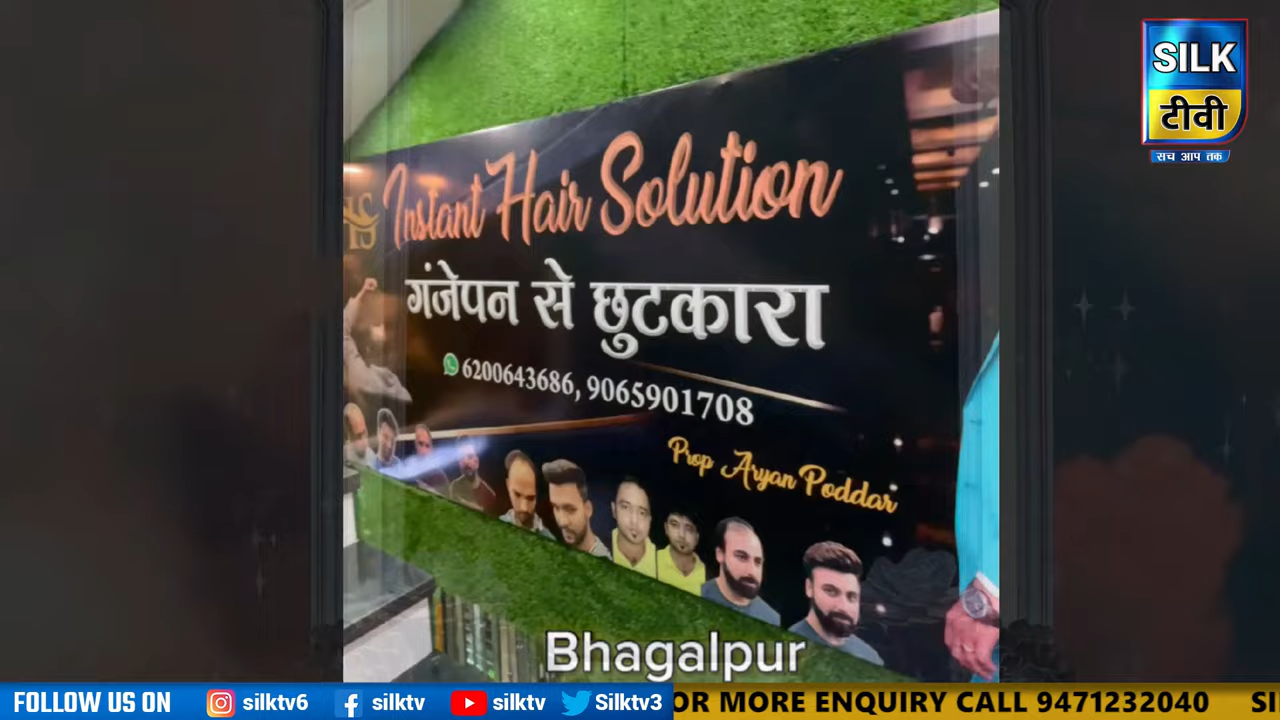 SILK
टीवी
सच आप तक
Instant Hair Solution
गंजेपन से छुटकारा
6200643686, 9065901708
Prop Aryan Poddar
Bhagalpur
FOLLOW US ON silktv6 silktv silktv Silktv3
OR MORE ENQUIRY CALL 9471232040 SI